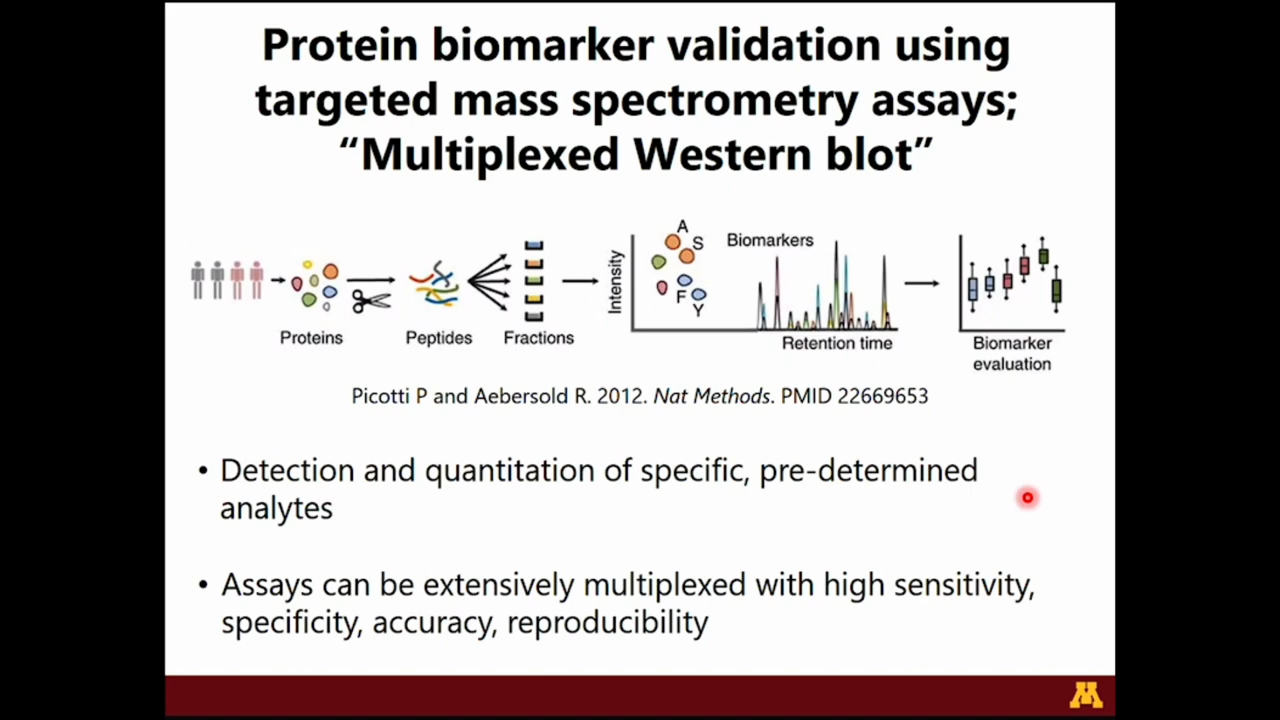 Protein biomarker validation using
targeted mass spectrometry assays;
“Multiplexed Western blot”
Proteins
Peptides
Fractions
Intensity
A
S
F
Y
Biomarkers
Retention time
Biomarker
evaluation
Picotti P and Aebersold R. 2012. Nat Methods. PMID 22669653
• Detection and quantitation of specific, pre-determined
analytes
• Assays can be extensively multiplexed with high sensitivity,
specificity, accuracy, reproducibility
M